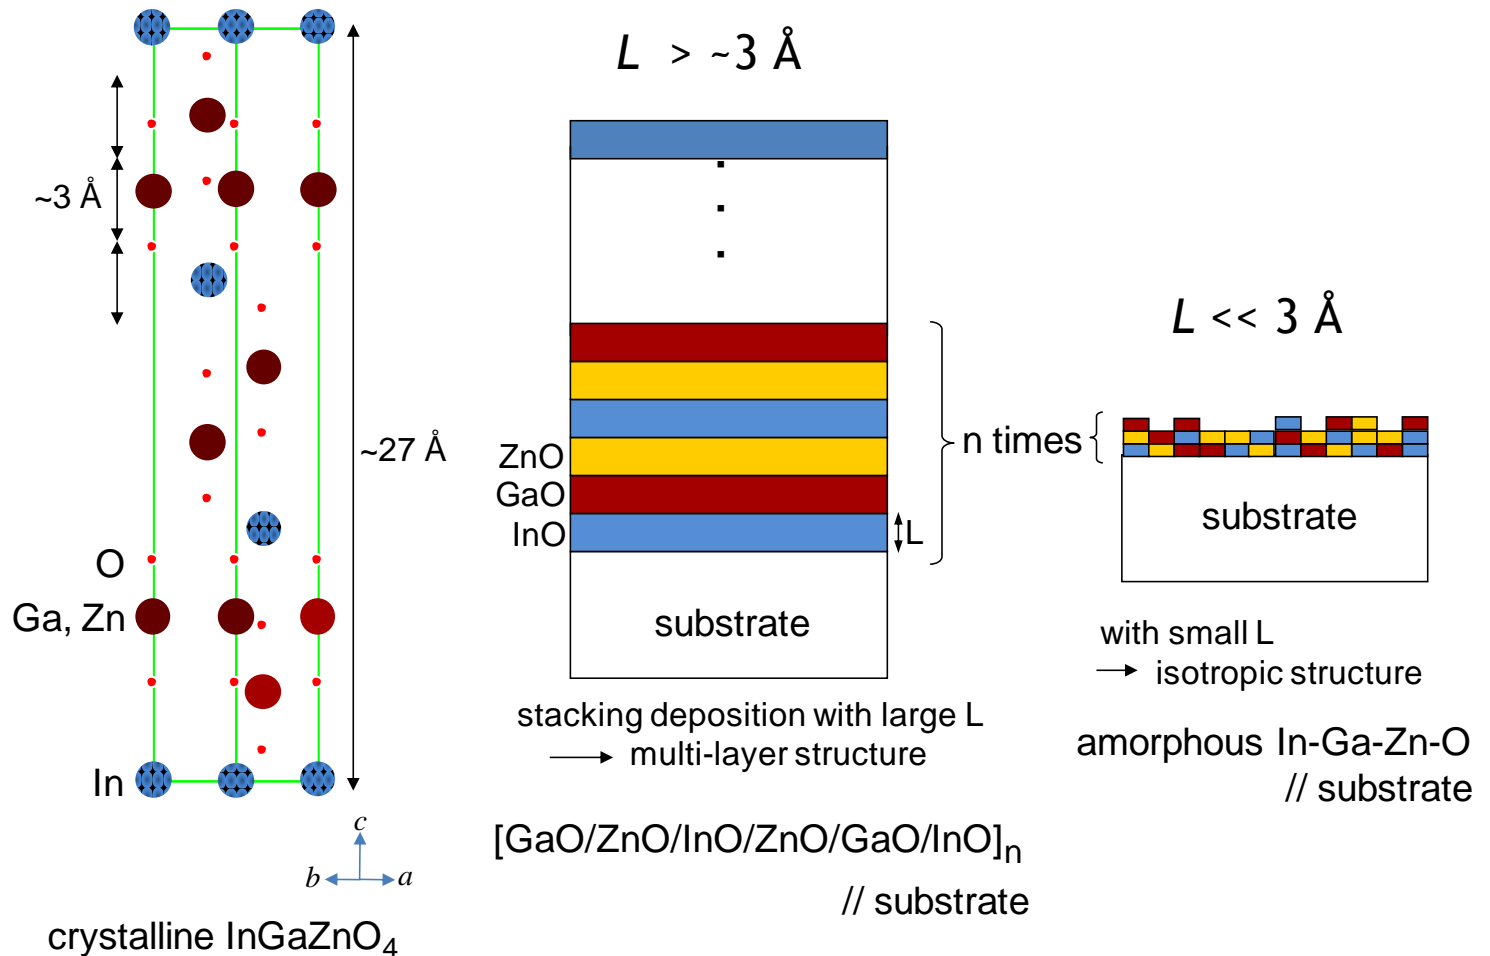 ~3 Å
~27 Å
O
Ga, Zn
In
c
b
a
crystalline InGaZnO4
L > ~3 Å
ZnO
GaO
InO
L
n times
substrate
stacking deposition with large L
→ multi-layer structure
[GaO/ZnO/InO/ZnO/GaO/InO]n
// substrate
L << 3 Å
substrate
with small L
→ isotropic structure
amorphous In-Ga-Zn-O
// substrate